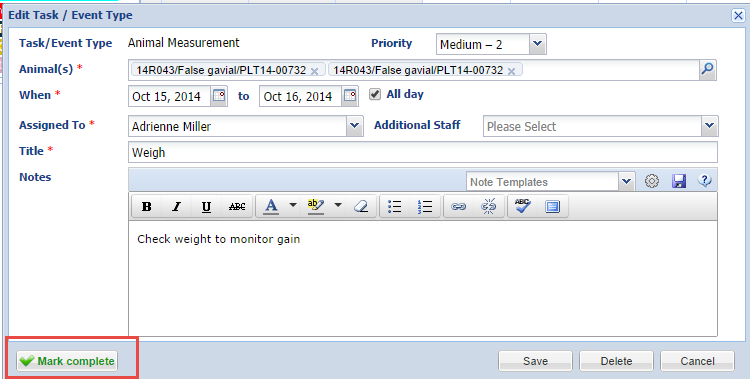 Edit Task / Event Type
Task/Event Type Animal Measurement Priority Medium – 2
Animal(s) * 14R043/False gavial/PLT14-00732 x 14R043/False gavial/PLT14-00732 x
When * Oct 15, 2014 to Oct 16, 2014 All day
Assigned To * Adrienne Miller Additional Staff Please Select
Title * Weigh
Notes Note Templates
B I U ABC A ab ABC
Check weight to monitor gain
Mark complete Save Delete Cancel